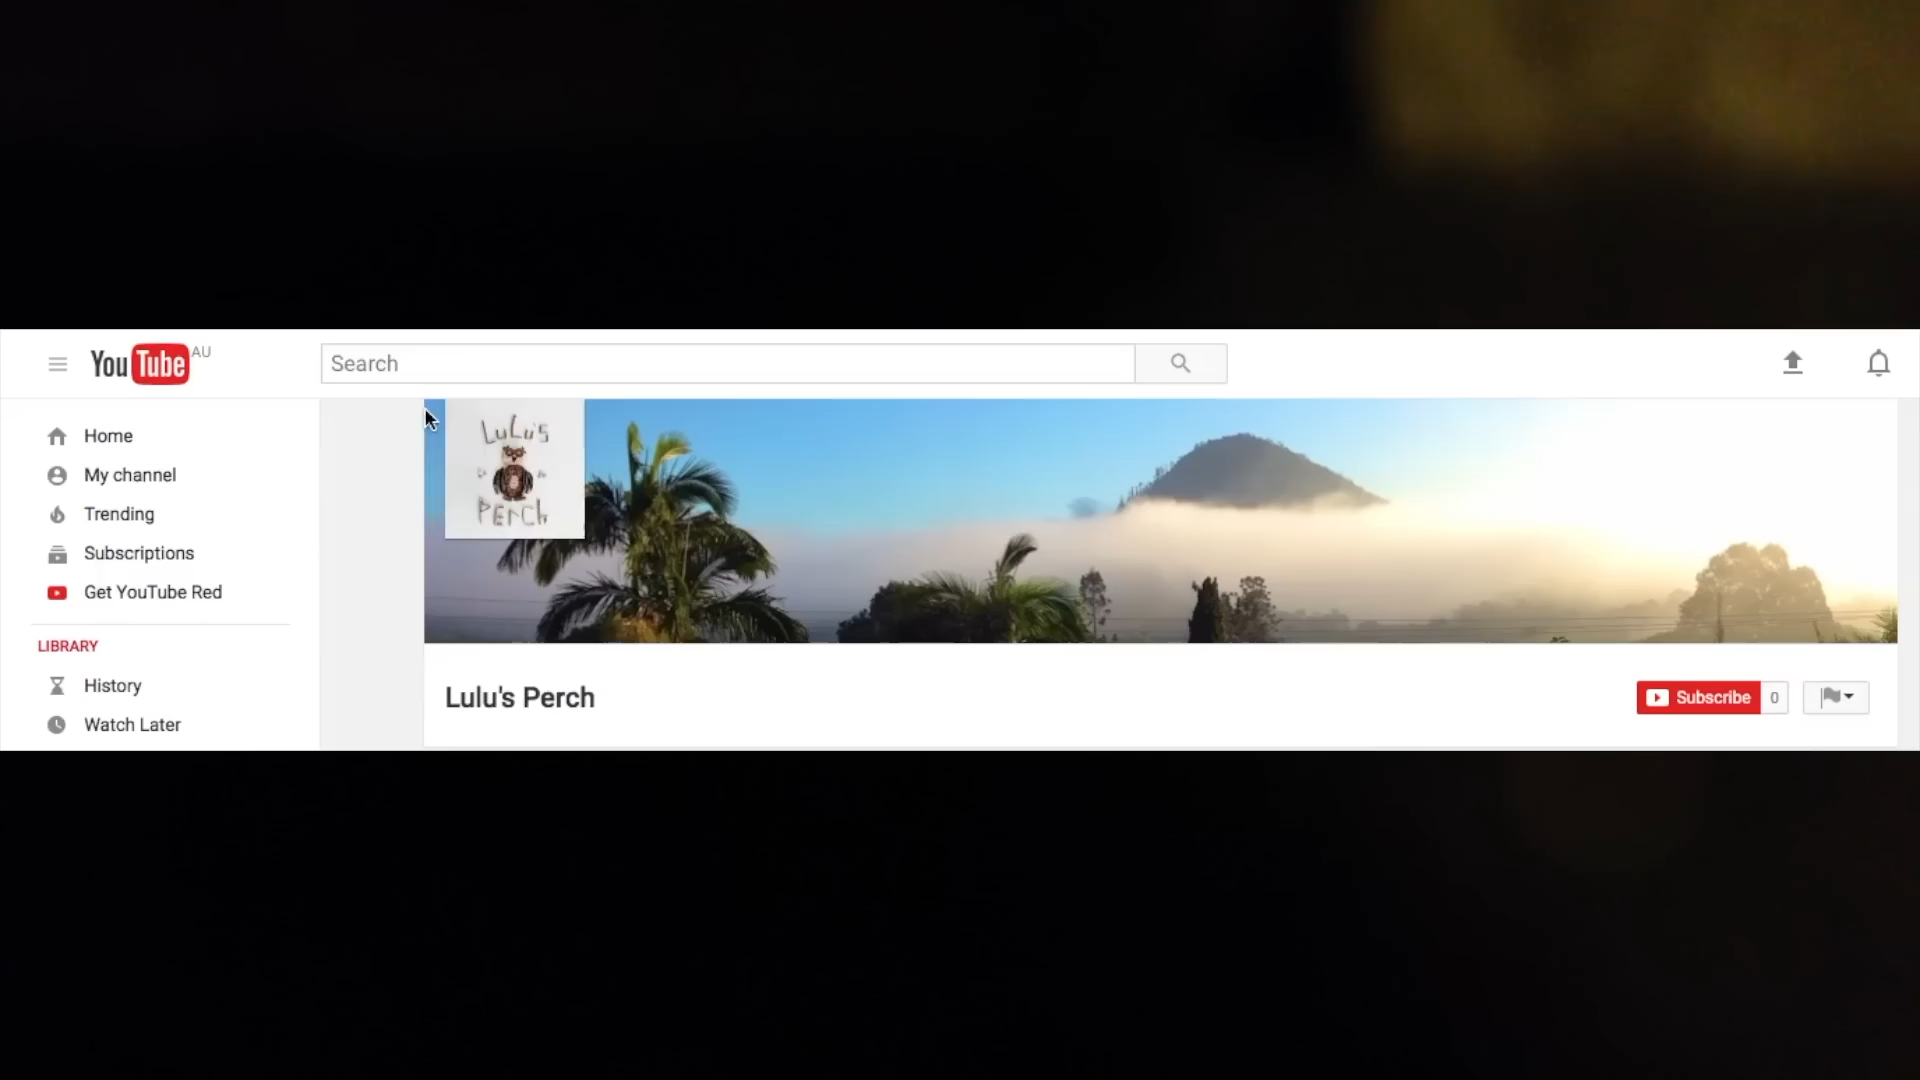 YouTube AU
Search
Home
My channel
Trending
Subscriptions
Get YouTube Red
LIBRARY
History
Watch Later
LuLu's
PErch
Lulu's Perch
Subscribe 0